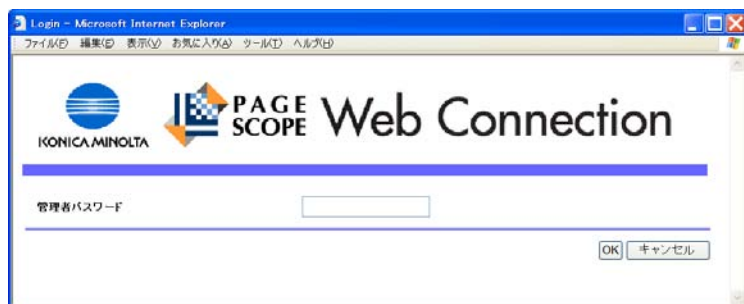 Login - Microsoft Internet Explorer
ファイル(F) 編集(E) 表示(V) お気に入り(A) ツール(T) ヘルプ(H)
KONICA MINOLTA
PAGE SCOPE Web Connection
管理者パスワード
OK キャンセル